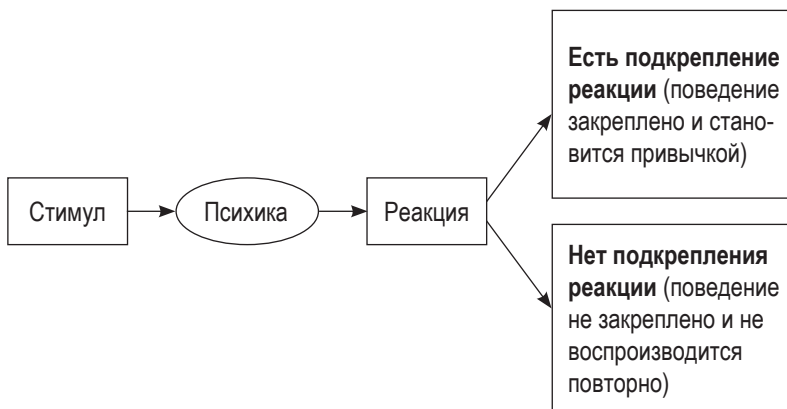 Стимул
Психика
Реакция
Есть подкрепление
реакции (поведение
закреплено и стано-
вится привычкой)
Нет подкрепления
реакции (поведение
не закреплено и не
воспроизводится
повторно)